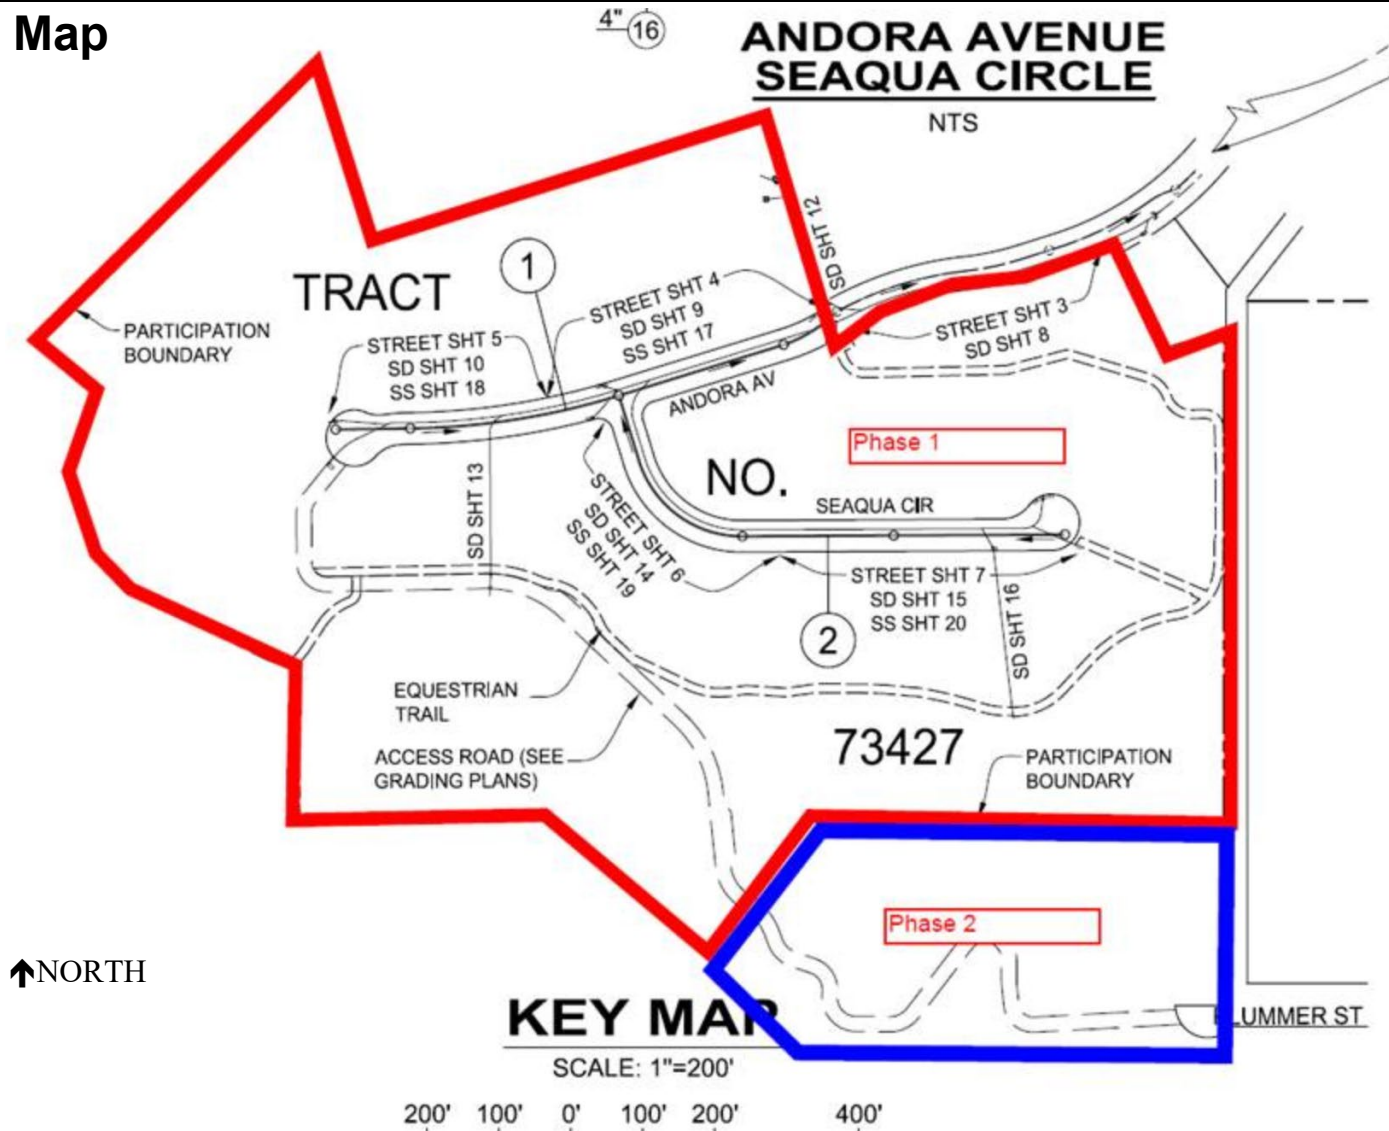 Map
4"
16
ANDORA AVENUE
SEAQUA CIRCLE
NTS
SD SHT 12
TRACT
1
STREET SHT 4
SD SHT 9
SS SHT 17
PARTICIPATION
BOUNDARY
STREET SHT 5
SD SHT 10
SS SHT 18
STREET SHT 3
SD SHT 8
ANDORA AV
Phase 1
NO.
SEAQUA CIR
SD SHT 13
STREET SHT 6
SD SHT 14
SS SHT 19
STREET SHT 7
SD SHT 15
SS SHT 20
2
SD SHT 16
EQUESTRIAN
TRAIL
ACCESS ROAD (SEE
GRADING PLANS)
73427
PARTICIPATION
BOUNDARY
Phase 2
NORTH
KEY MAP
SCALE: 1"=200'
PLUMMER ST
200' 100' 0' 100' 200' 400'